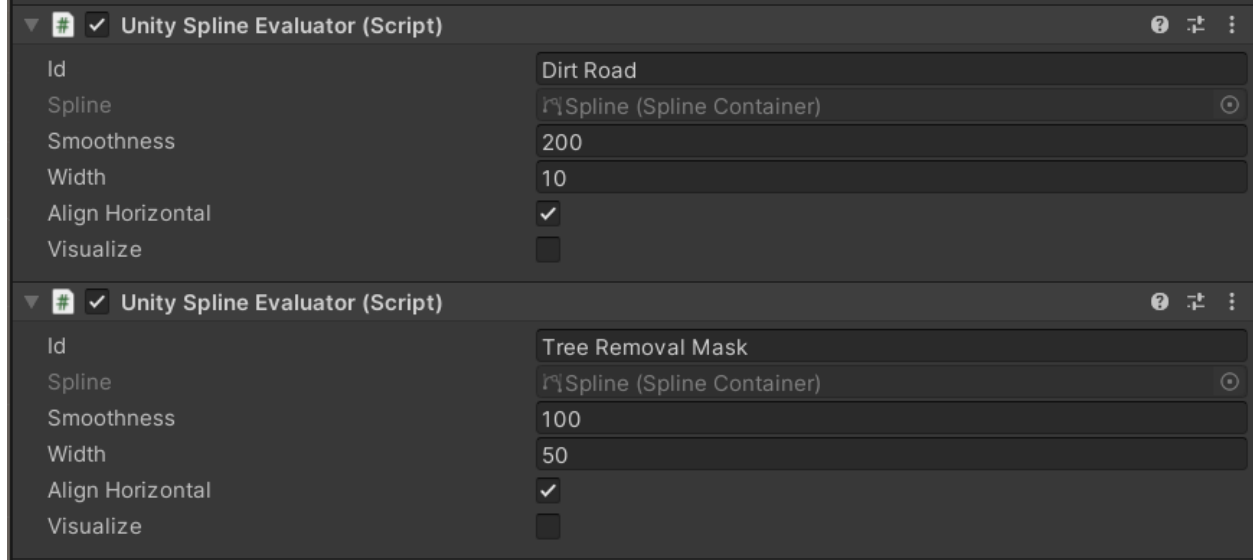 Unity Spline Evaluator (Script)
Id Dirt Road
Spline Spline (Spline Container)
Smoothness 200
Width 10
Align Horizontal
Visualize
Unity Spline Evaluator (Script)
Id Tree Removal Mask
Spline Spline (Spline Container)
Smoothness 100
Width 50
Align Horizontal
Visualize